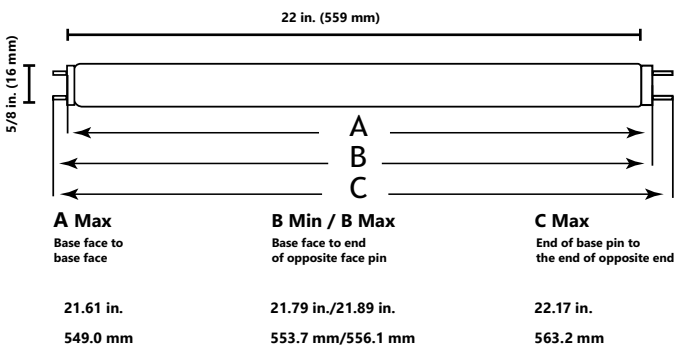 22 in. (559 mm)
5/8 in. (16 mm)
A
B
C
A Max
Base face to
base face
21.61 in.
549.0 mm
B Min / B Max
Base face to end
of opposite face pin
21.79 in./21.89 in.
553.7 mm/556.1 mm
C Max
End of base pin to
the end of opposite end
22.17 in.
563.2 mm